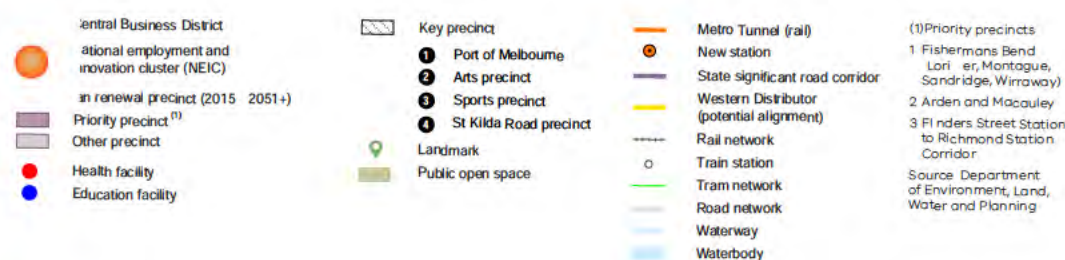 entral Business District
ational employment and
nnovation cluster (NEIC)
an renewal precinct (2015 2051+)
Priority precinct (1)
Other precinct
Health facility
Education facility
Key precinct
1 Port of Melbourne
2 Arts precinct
3 Sports precinct
4 St Kilda Road precinct
Landmark
Public open space
Metro Tunnel (rail)
New station
State significant road corridor
Western Distributor
(potential alignment)
Rail network
Train station
Tram network
Road network
Waterway
Waterbody
(1)Priority precincts
1 Fishermans Bend
Lori er, Montague,
Sandridge, Wirraway)
2 Arden and Macauley
3 Flnders Street Station
to Richmond Station
Corridor
Source Department
of Environment, Land,
Water and Planning